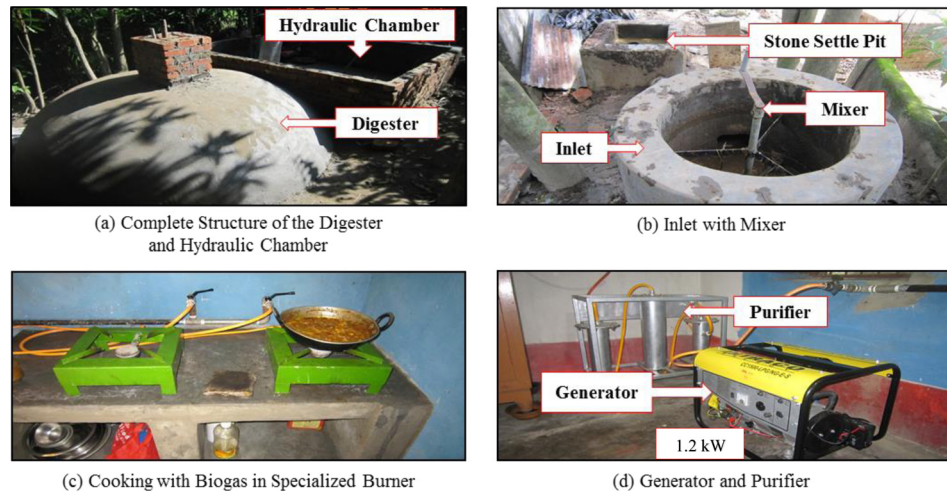 Hydraulic Chamber
Digester
Stone Settle Pit
Mixer
Inlet
(a) Complete Structure of the Digester
and Hydraulic Chamber
(b) Inlet with Mixer
Purifier
Generator
1.2 kW
(c) Cooking with Biogas in Specialized Burner
(d) Generator and Purifier